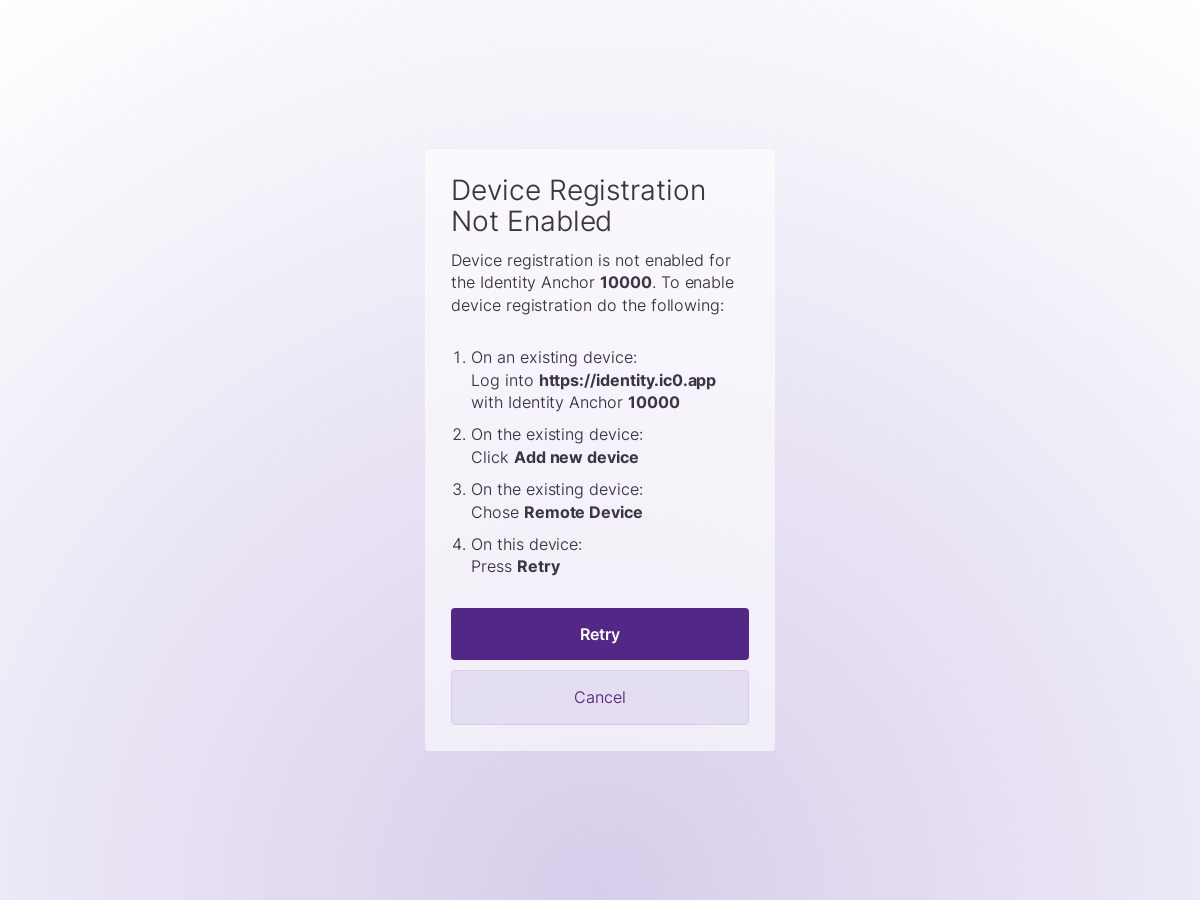 Device Registration
Not Enabled
Device registration is not enabled for
the Identity Anchor 10000. To enable
device registration do the following:
1. On an existing device:
Log into https://identity.ic0.app
with Identity Anchor 10000
2. On the existing device:
Click Add new device
3. On the existing device:
Chose Remote Device
4. On this device:
Press Retry
Retry
Cancel